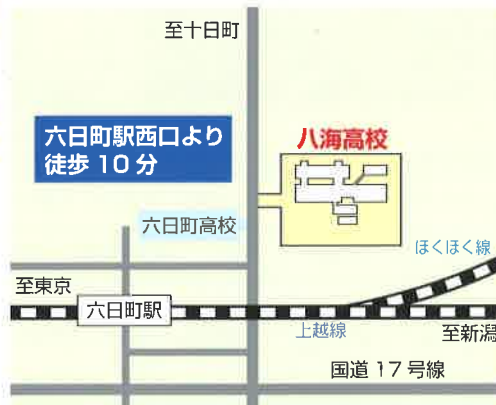 至十日町
六日町駅西口より
徒歩 10 分
八海高校
六日町高校
ほくほく線
至東京
六日町駅
上越線
至新潟
国道 17 号線